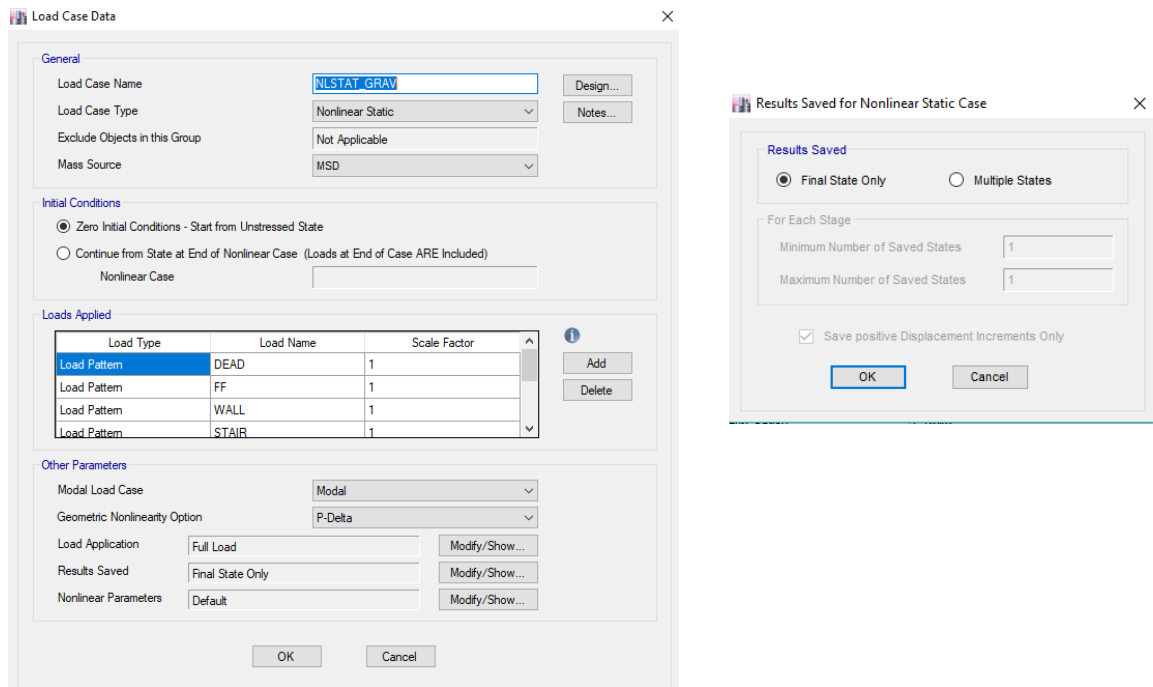 Load Case Data
General
Load Case Name NLSTAT_GRAV Design...
Load Case Type Nonlinear Static Notes...
Exclude Objects in this Group Not Applicable
Mass Source MSD
Initial Conditions
Zero Initial Conditions - Start from Unstressed State
Continue from State at End of Nonlinear Case (Loads at End of Case ARE Included)
Nonlinear Case
Loads Applied
Load Type Load Name Scale Factor
Load Pattern DEAD 1 Add
Load Pattern FF 1 Delete
Load Pattern WALL 1
Load Pattern STAIR 1
Other Parameters
Modal Load Case Modal
Geometric Nonlinearity Option P-Delta
Load Application Full Load Modify/Show...
Results Saved Final State Only Modify/Show...
Nonlinear Parameters Default Modify/Show...
OK Cancel
Results Saved for Nonlinear Static Case
Results Saved
Final State Only Multiple States
For Each Stage
Minimum Number of Saved States 1
Maximum Number of Saved States 1
Save positive Displacement Increments Only
OK Cancel